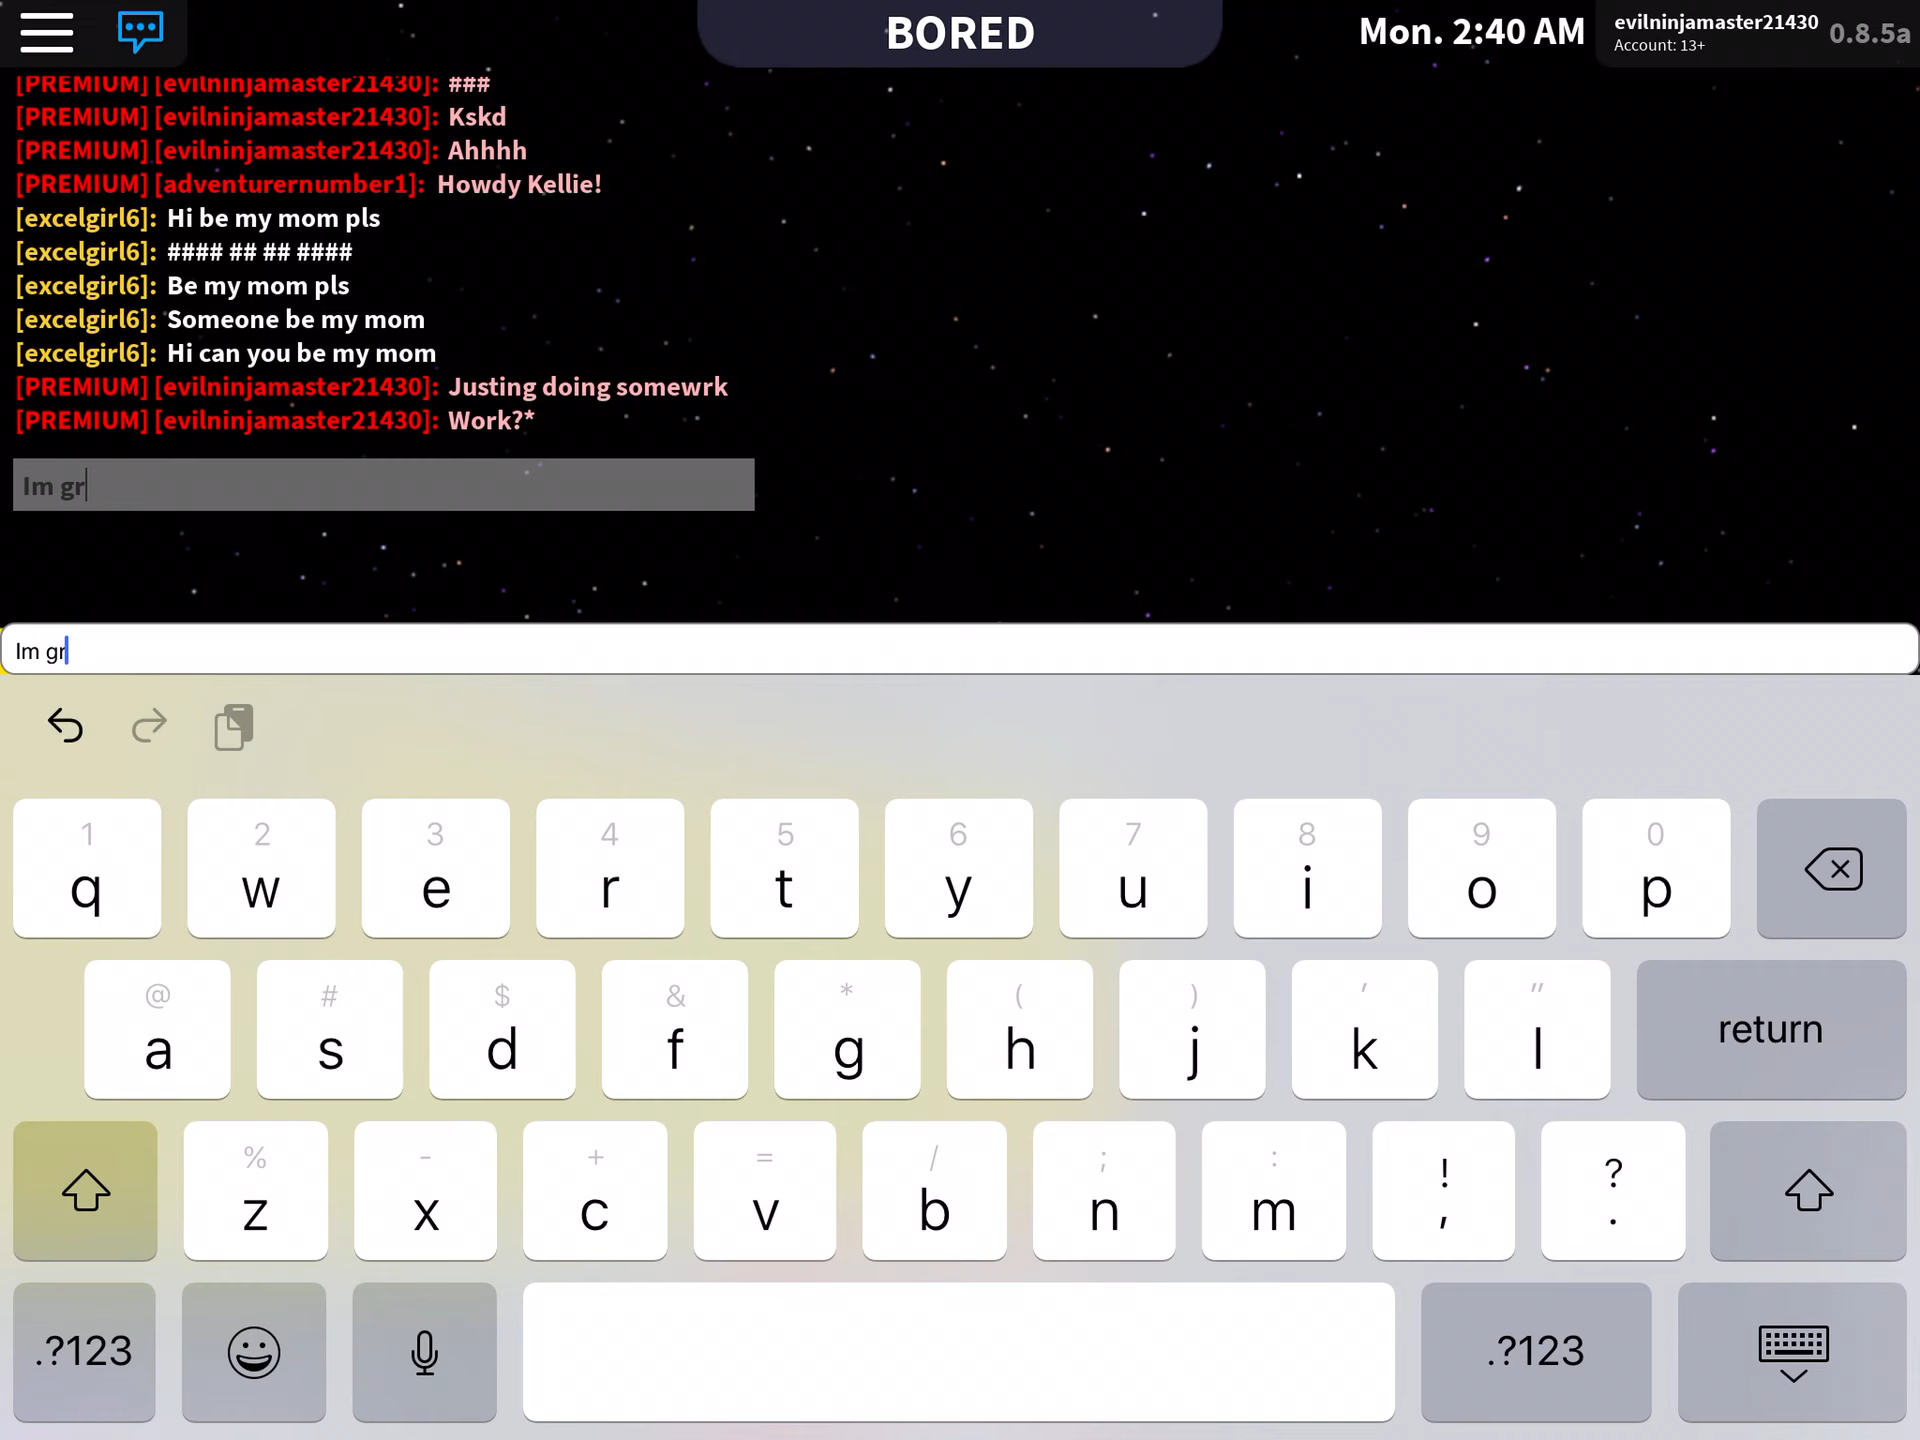 BORED
Mon. 2:40 AM
evilninjamaster21430
Account: 13+
0.8.5a
[PREMIUM] [evilninjamaster21430]: ###
[PREMIUM] [evilninjamaster21430]: Kskd
[PREMIUM] [evilninjamaster21430]: Ahhhh
[PREMIUM] [adventurernumber1]: Howdy Kellie!
[excelgirl6]: Hi be my mom pls
[excelgirl6]: #### ## ## ####
[excelgirl6]: Be my mom pls
[excelgirl6]: Someone be my mom
[excelgirl6]: Hi can you be my mom
[PREMIUM] [evilninjamaster21430]: Justing doing somewrk
[PREMIUM] [evilninjamaster21430]: Work?*
Im gr
Im gr
1 2 3 4 5 6 7 8 9 0
q w e r t y u i o p
@ # $ & * ( ) ' "
a s d f g h j k l return
% - + = / ; : ! ?
z x c v b n m , .
.?123 .?123